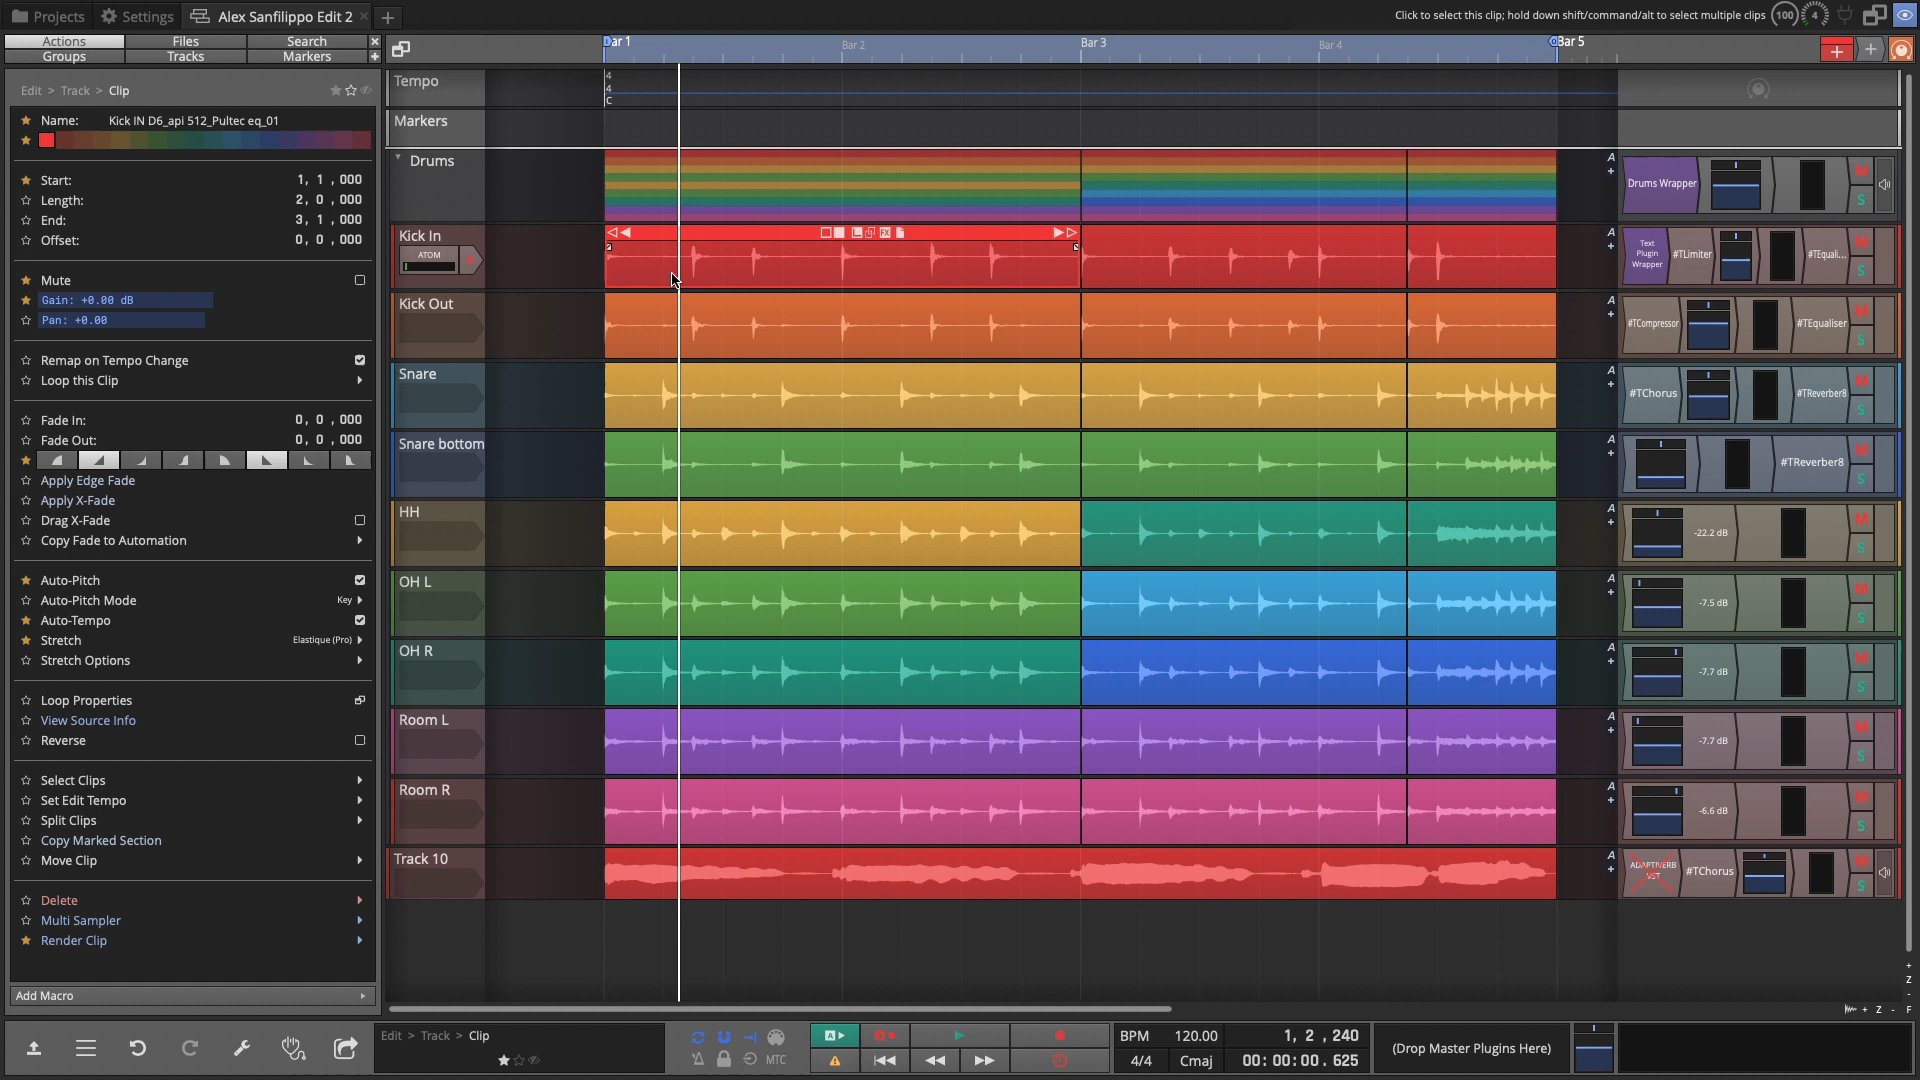 Projects
Settings
Alex Sanfilippo Edit 2
Click to select this clip; hold down shift/command/alt to select multiple clips
100
4
Actions
Files
Search
Groups
Tracks
Markers
Edit > Track > Clip
Name: Kick IN D6_api 512_Pultec eq_01
Start: 1, 1 , 000
Length: 2, 0 , 000
End: 3, 1 , 000
Offset: 0, 0 , 000
Mute
Gain: +0.00 dB
Pan: +0.00
Remap on Tempo Change
Loop this Clip
Fade In: 0, 0 , 000
Fade Out: 0, 0 , 000
Apply Edge Fade
Apply X-Fade
Drag X-Fade
Copy Fade to Automation
Auto-Pitch
Auto-Pitch Mode Key
Auto-Tempo
Stretch Elastique (Pro)
Stretch Options
Loop Properties
View Source Info
Reverse
Select Clips
Set Edit Tempo
Split Clips
Copy Marked Section
Move Clip
Delete
Multi Sampler
Render Clip
Add Macro
Bar 2
Bar 3
Bar 4
Bar 5
Tempo
4
4
C
Markers
Drums
A
Drums Wrapper
M
S
Kick In
ATOM
FX
A
Text Plugin Wrapper
#TLimiter
#TEquali...
M
S
Kick Out
A
#TCompressor
#TEqualiser
M
S
Snare
A
#TChorus
#TReverber8
M
S
Snare bottom
A
#TReverber8
M
S
HH
A
-22.2 dB
M
S
OH L
A
-7.5 dB
M
S
OH R
A
-7.7 dB
M
S
Room L
A
-7.7 dB
M
S
Room R
A
-6.6 dB
M
S
Track 10
A
ADAPTIVERB VST
#TChorus
M
S
Z
F
+ Z -
Edit > Track > Clip
MTC
A
A
BPM 120.00
4/4 Cmaj
1, 2 , 240
00: 00: 00. 625
(Drop Master Plugins Here)